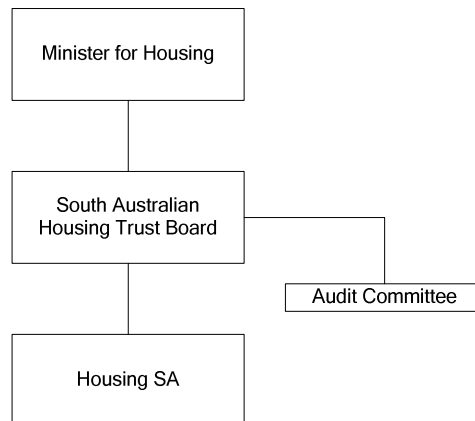 Minister for Housing
South Australian
Housing Trust Board
Audit Committee
Housing SA